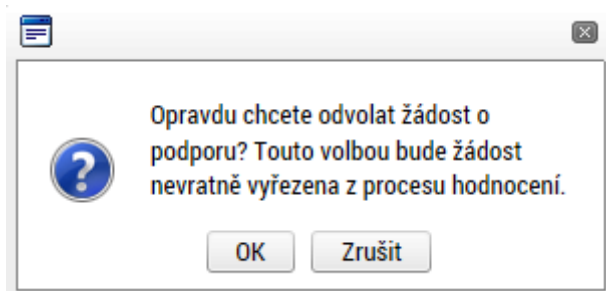 Opravdu chcete odvolat žádost o
podporu? Touto volbou bude žádost
nevratně vyřezena z procesu hodnocení.
OK
Zrušit